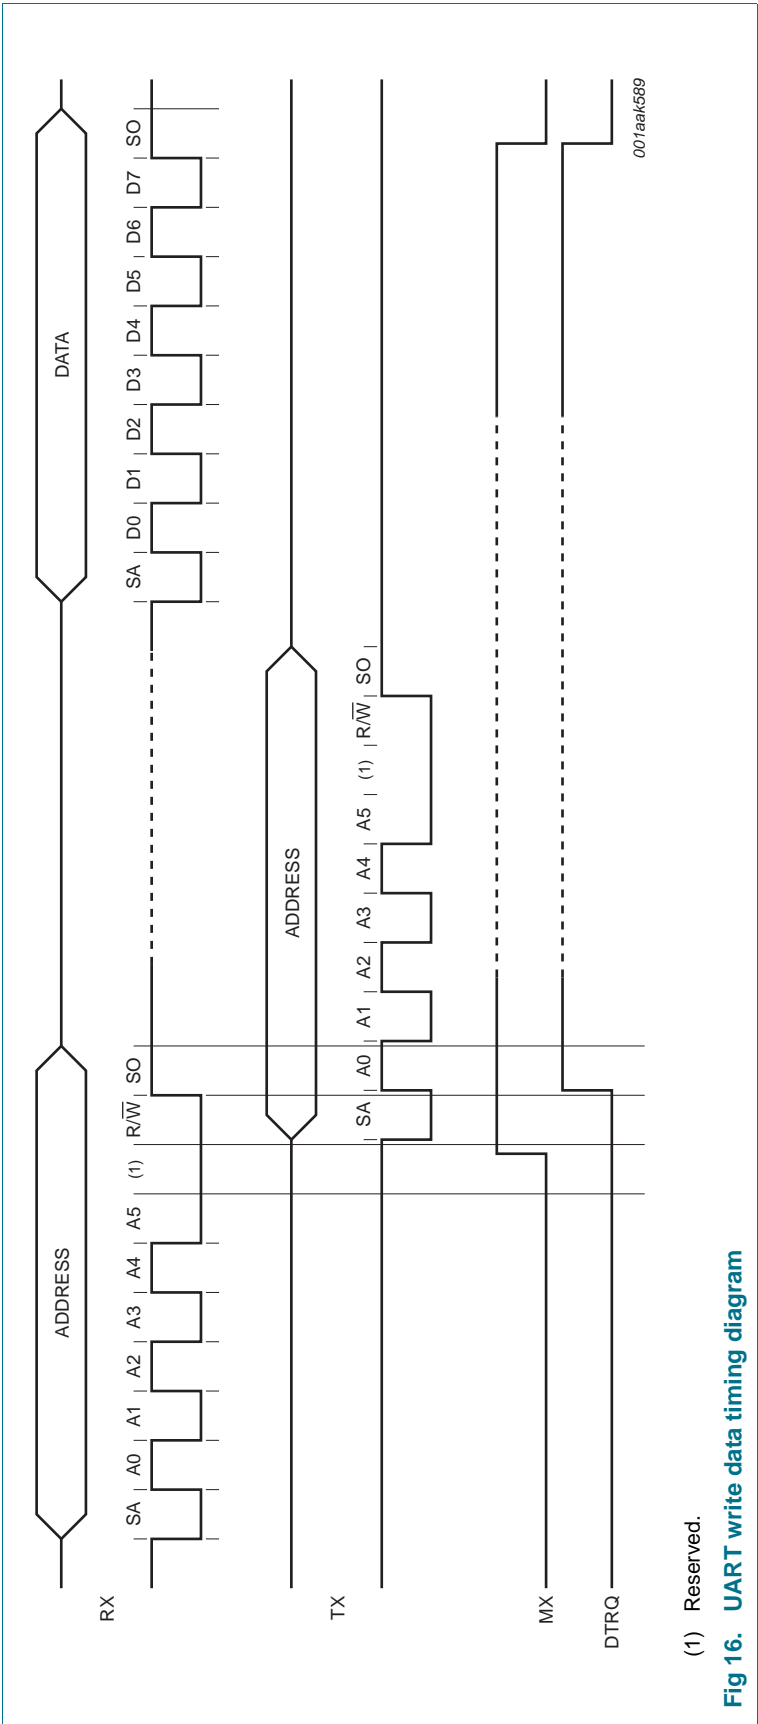 ADDRESS DATA
RX SA A0 A1 A2 A3 A4 A5 (1) R/W̅ SO SA D0 D1 D2 D3 D4 D5 D6 D7 SO
ADDRESS
TX SA A0 A1 A2 A3 A4 A5 (1) R/W̅ SO
MX
DTRQ
001aak589
(1) Reserved.
Fig 16. UART write data timing diagram